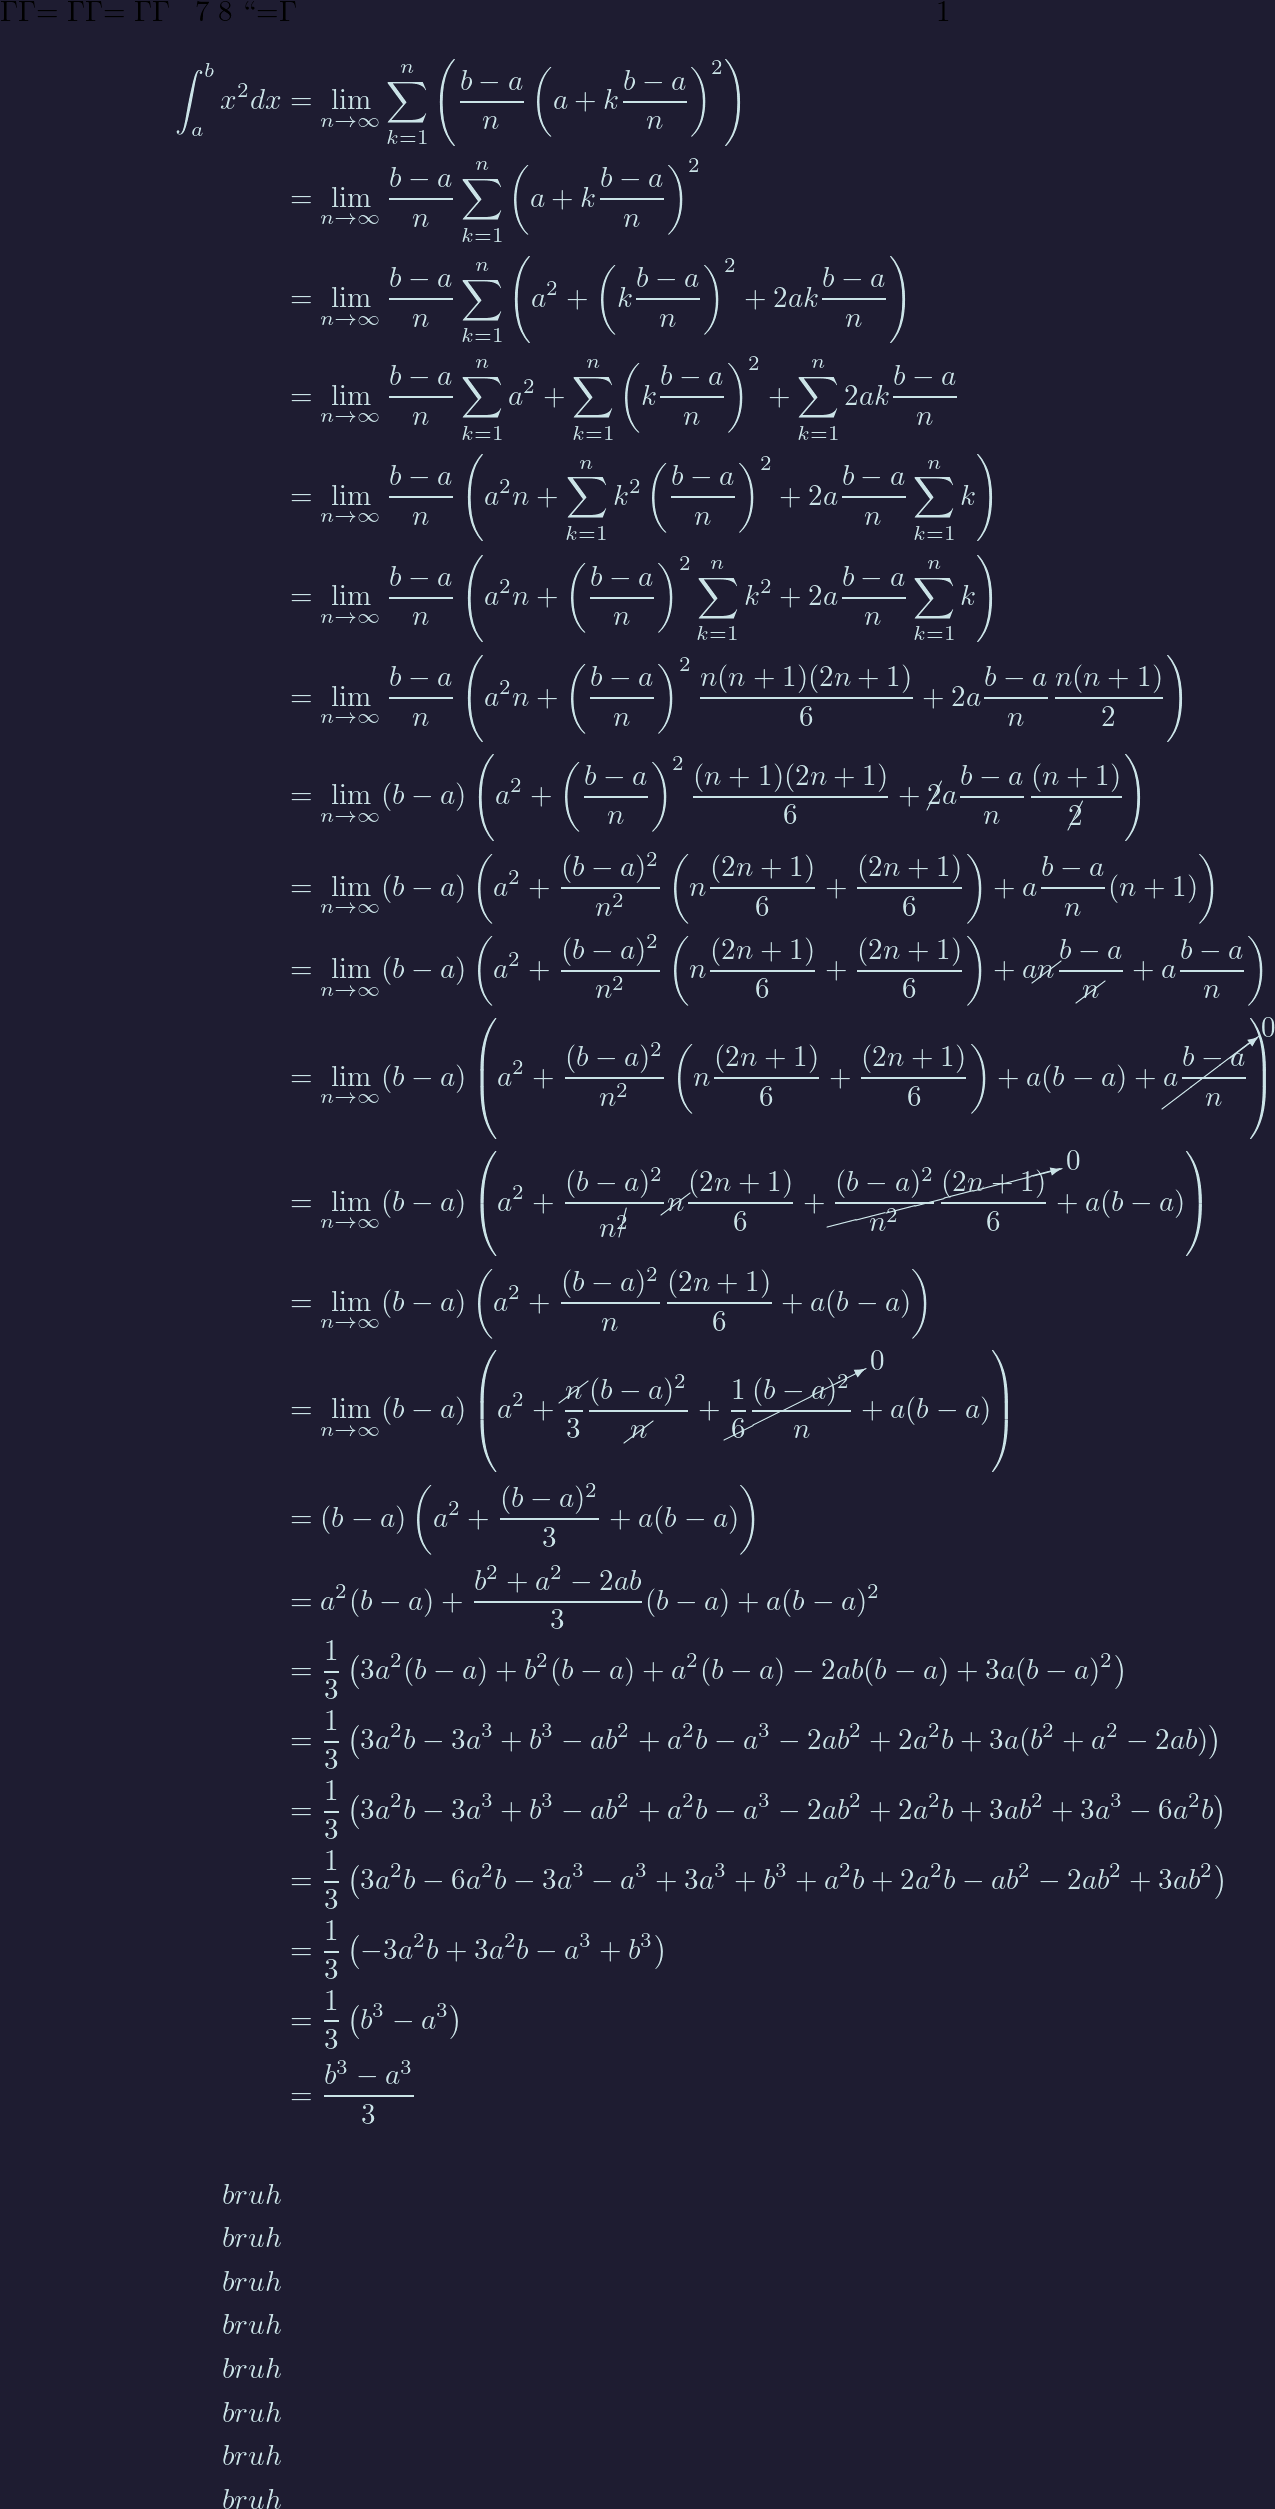 ΓΓ= ΓΓ= ΓΓ 7 8 “=Γ 1
\int_a^b x^2 dx = \lim_{n\to\infty} \sum_{k=1}^{n} \left( \frac{b-a}{n} \left( a + k\frac{b-a}{n} \right)^2 \right)
= \lim_{n\to\infty} \frac{b-a}{n} \sum_{k=1}^{n} \left( a + k\frac{b-a}{n} \right)^2
= \lim_{n\to\infty} \frac{b-a}{n} \sum_{k=1}^{n} \left( a^2 + \left( k\frac{b-a}{n} \right)^2 + 2ak\frac{b-a}{n} \right)
= \lim_{n\to\infty} \frac{b-a}{n} \sum_{k=1}^{n} a^2 + \sum_{k=1}^{n} \left( k\frac{b-a}{n} \right)^2 + \sum_{k=1}^{n} 2ak\frac{b-a}{n}
= \lim_{n\to\infty} \frac{b-a}{n} \left( a^2n + \sum_{k=1}^{n} k^2 \left( \frac{b-a}{n} \right)^2 + 2a\frac{b-a}{n} \sum_{k=1}^{n} k \right)
= \lim_{n\to\infty} \frac{b-a}{n} \left( a^2n + \left( \frac{b-a}{n} \right)^2 \sum_{k=1}^{n} k^2 + 2a\frac{b-a}{n} \sum_{k=1}^{n} k \right)
= \lim_{n\to\infty} \frac{b-a}{n} \left( a^2n + \left( \frac{b-a}{n} \right)^2 \frac{n(n+1)(2n+1)}{6} + 2a\frac{b-a}{n} \frac{n(n+1)}{2} \right)
= \lim_{n\to\infty} (b-a) \left( a^2 + \left( \frac{b-a}{n} \right)^2 \frac{(n+1)(2n+1)}{6} + \cancel{2}a\frac{b-a}{n} \frac{(n+1)}{\cancel{2}} \right)
= \lim_{n\to\infty} (b-a) \left( a^2 + \frac{(b-a)^2}{n^2} \left( n\frac{(2n+1)}{6} + \frac{(2n+1)}{6} \right) + a\frac{b-a}{n}(n+1) \right)
= \lim_{n\to\infty} (b-a) \left( a^2 + \frac{(b-a)^2}{n^2} \left( n\frac{(2n+1)}{6} + \frac{(2n+1)}{6} \right) + a\cancel{n}\frac{b-a}{\cancel{n}} + a\frac{b-a}{n} \right)
= \lim_{n\to\infty} (b-a) \left( a^2 + \frac{(b-a)^2}{n^2} \left( n\frac{(2n+1)}{6} + \frac{(2n+1)}{6} \right) + a(b-a) + \cancelto{0}{a\frac{b-a}{n}} \right)
= \lim_{n\to\infty} (b-a) \left( a^2 + \frac{(b-a)^2}{n^{\cancel{2}}} \cancel{n}\frac{(2n+1)}{6} + \cancelto{0}{\frac{(b-a)^2}{n^2} \frac{(2n+1)}{6}} + a(b-a) \right)
= \lim_{n\to\infty} (b-a) \left( a^2 + \frac{(b-a)^2}{n} \frac{(2n+1)}{6} + a(b-a) \right)
= \lim_{n\to\infty} (b-a) \left( a^2 + \frac{\cancel{n}}{3} \frac{(b-a)^2}{\cancel{n}} + \cancelto{0}{\frac{1}{6} \frac{(b-a)^2}{n}} + a(b-a) \right)
= (b-a) \left( a^2 + \frac{(b-a)^2}{3} + a(b-a) \right)
= a^2(b-a) + \frac{b^2+a^2-2ab}{3}(b-a) + a(b-a)^2
= \frac{1}{3} \left( 3a^2(b-a) + b^2(b-a) + a^2(b-a) - 2ab(b-a) + 3a(b-a)^2 \right)
= \frac{1}{3} \left( 3a^2b - 3a^3 + b^3 - ab^2 + a^2b - a^3 - 2ab^2 + 2a^2b + 3a(b^2 + a^2 - 2ab) \right)
= \frac{1}{3} \left( 3a^2b - 3a^3 + b^3 - ab^2 + a^2b - a^3 - 2ab^2 + 2a^2b + 3ab^2 + 3a^3 - 6a^2b \right)
= \frac{1}{3} \left( 3a^2b - 6a^2b - 3a^3 - a^3 + 3a^3 + b^3 + a^2b + 2a^2b - ab^2 - 2ab^2 + 3ab^2 \right)
= \frac{1}{3} \left( -3a^2b + 3a^2b - a^3 + b^3 \right)
= \frac{1}{3} \left( b^3 - a^3 \right)
= \frac{b^3 - a^3}{3}
bruh
bruh
bruh
bruh
bruh
bruh
bruh
bruh